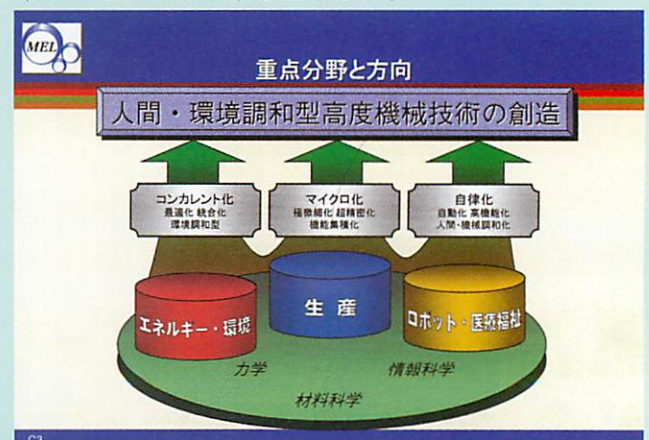 MEL
重点分野と方向
人間・環境調和型高度機械技術の創造
コンカレント化
最適化 統合化
環境調和型
マイクロ化
極微細化 超精密化
機能集積化
自律化
自動化 高機能化
人間・機械調和化
エネルギー・環境
生産
ロボット・医療福祉
力学
情報科学
材料科学
C3